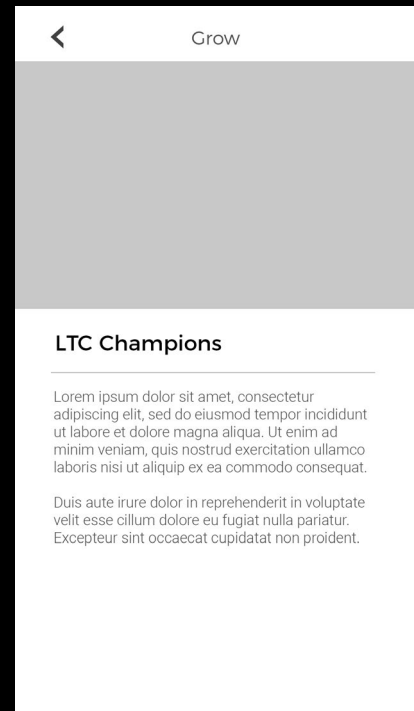 Grow
LTC Champions
Lorem ipsum dolor sit amet, consectetur
adipiscing elit, sed do eiusmod tempor incididunt
ut labore et dolore magna aliqua. Ut enim ad
minim veniam, quis nostrud exercitation ullamco
laboris nisi ut aliquip ex ea commodo consequat.
Duis aute irure dolor in reprehenderit in voluptate
velit esse cillum dolore eu fugiat nulla pariatur.
Excepteur sint occaecat cupidatat non proident.